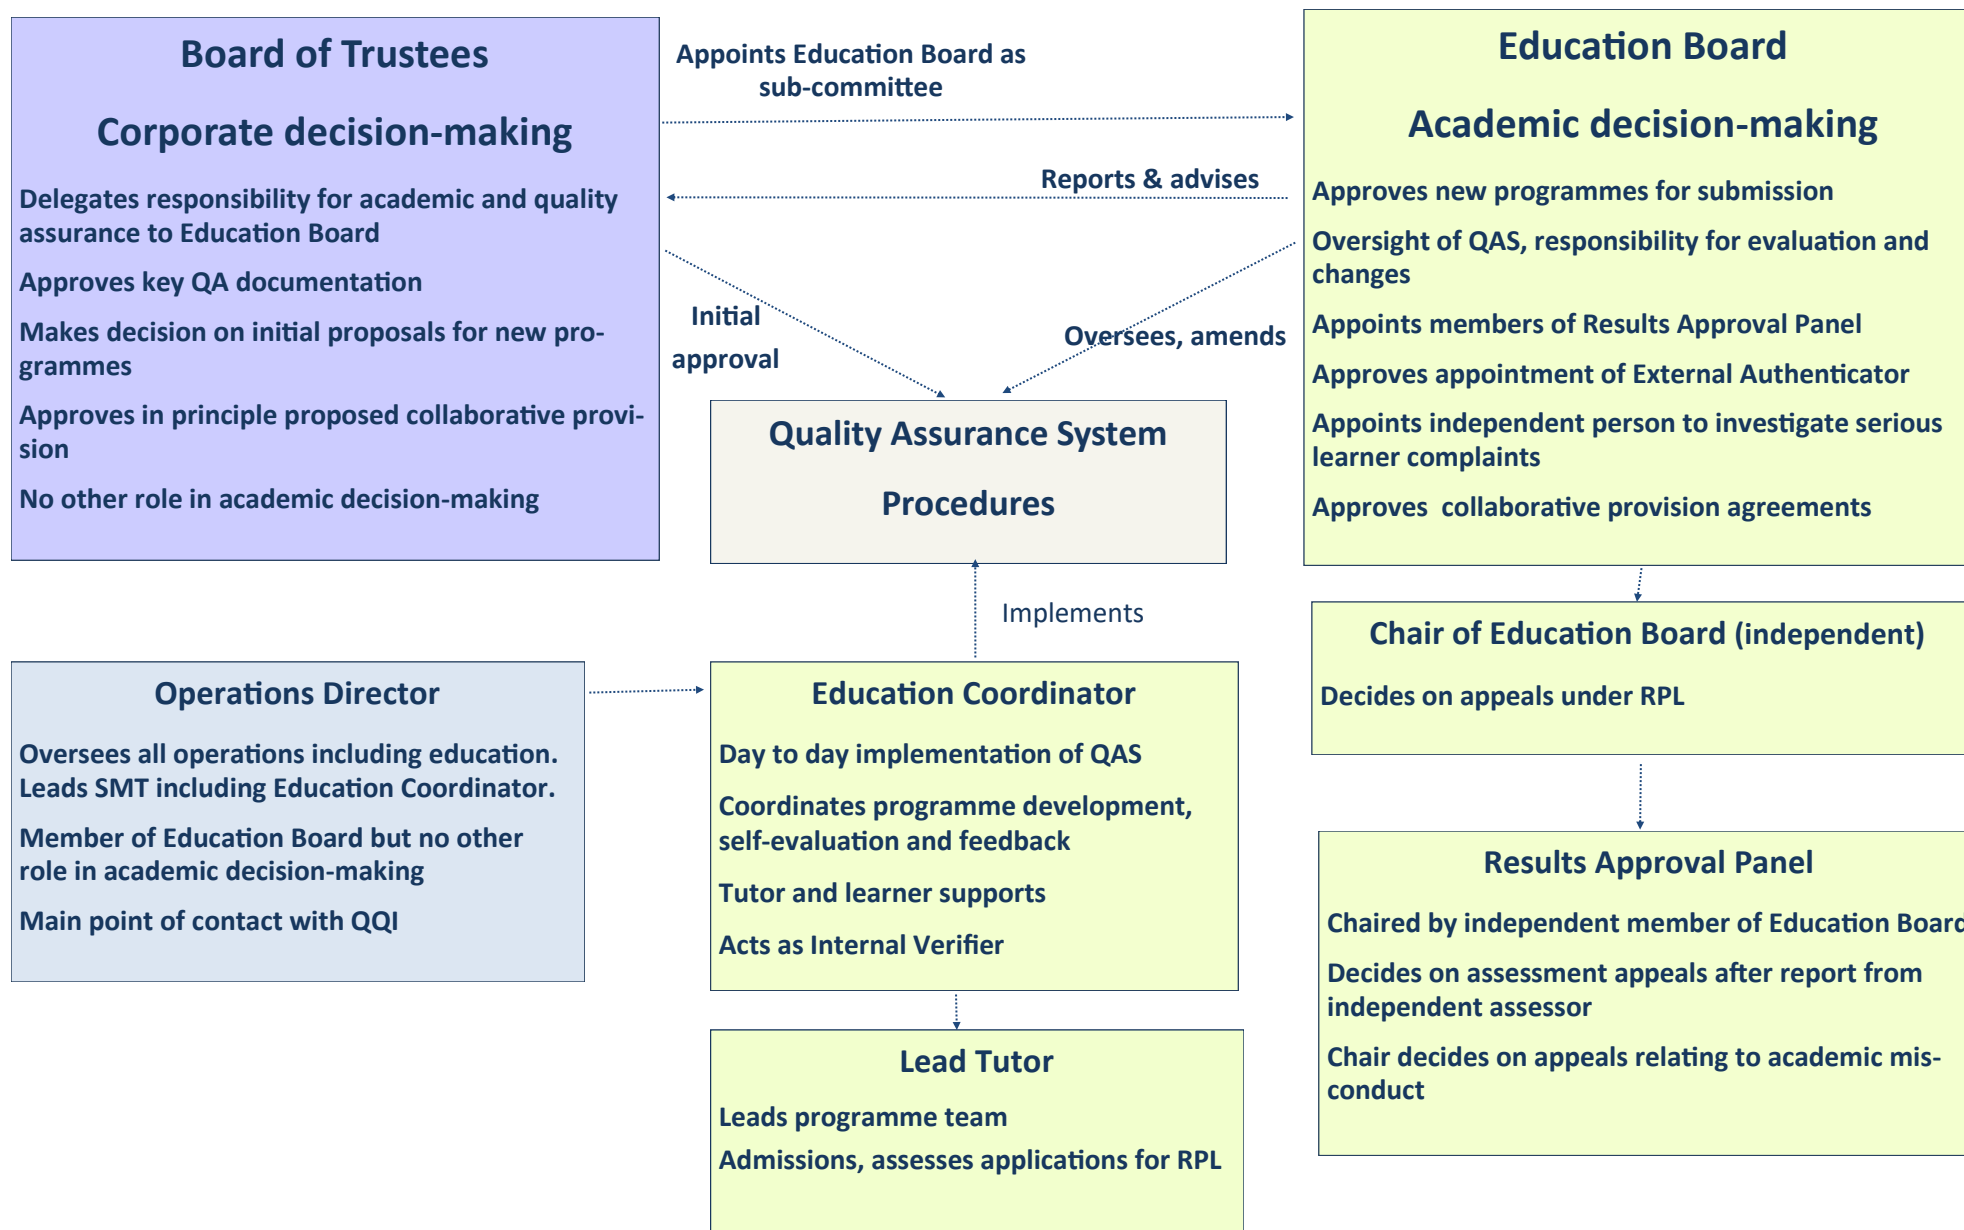 Board of Trustees
Corporate decision-making
Delegates responsibility for academic and quality
assurance to Education Board
Approves key QA documentation
Makes decision on initial proposals for new pro-
grammes
Approves in principle proposed collaborative provi-
sion
No other role in academic decision-making
Appoints Education Board as
sub-committee
Reports & advises
Initial
approval
Oversees, amends
Education Board
Academic decision-making
Approves new programmes for submission
Oversight of QAS, responsibility for evaluation and
changes
Appoints members of Results Approval Panel
Approves appointment of External Authenticator
Appoints independent person to investigate serious
learner complaints
Approves  collaborative provision agreements
Quality Assurance System
Procedures
Implements
Operations Director
Oversees all operations including education.
Leads SMT including Education Coordinator.
Member of Education Board but no other
role in academic decision-making
Main point of contact with QQI
Education Coordinator
Day to day implementation of QAS
Coordinates programme development,
self-evaluation and feedback
Tutor and learner supports
Acts as Internal Verifier
Lead Tutor
Leads programme team
Admissions, assesses applications for RPL
Chair of Education Board (independent)
Decides on appeals under RPL
Results Approval Panel
Chaired by independent member of Education Board
Decides on assessment appeals after report from
independent assessor
Chair decides on appeals relating to academic mis-
conduct